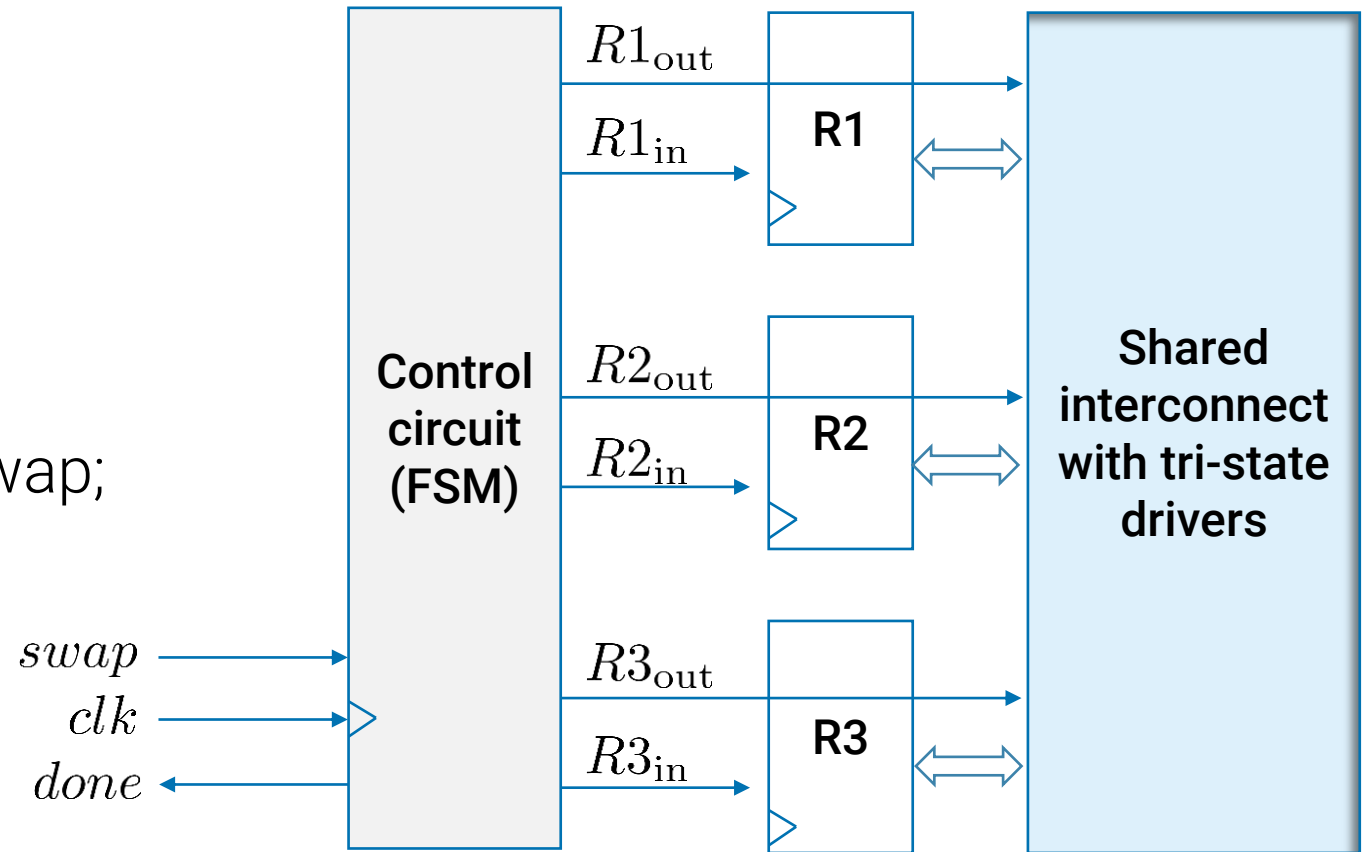 R1out
R1in
R1
R2out
R2in
R2
R3out
R3in
R3
Control
circuit
(FSM)
Shared
interconnect
with tri-state
drivers
wap;
swap
clk
done